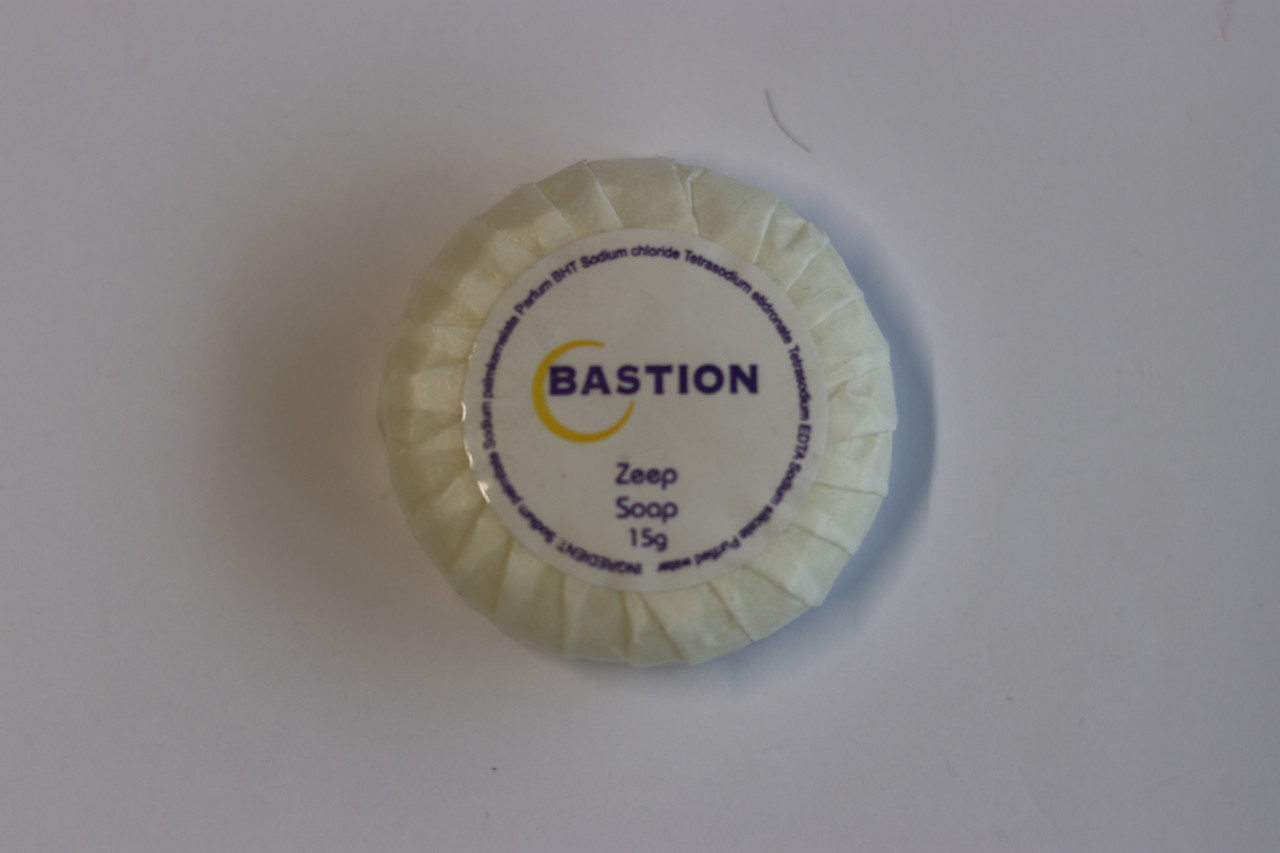 BASTION
Zeep
Soap
15g
INGREDIENT Sodium palmate Sodium palmkernelate Parfum BHT Sodium chloride Tetrasodium etidronate Tetrasodium EDTA Sodium silicate Purified water